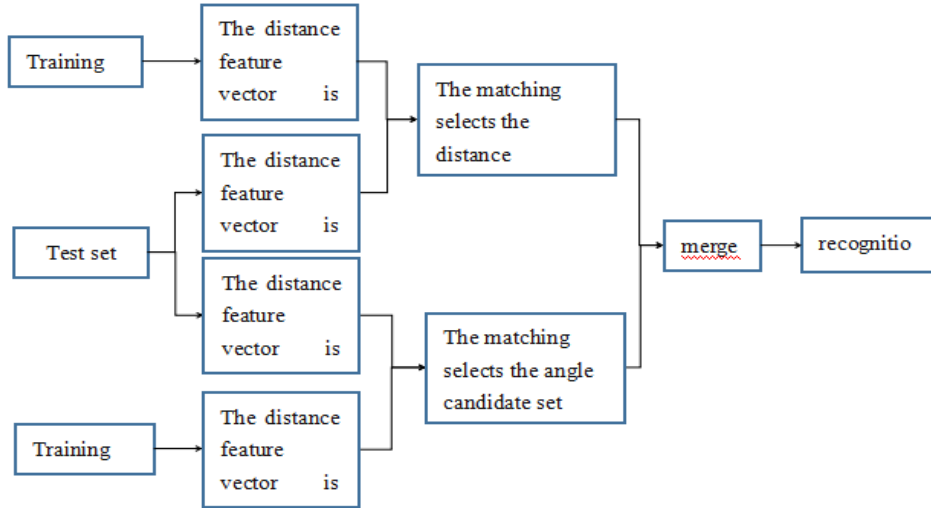 Training
The distance
feature
vector is
The matching
selects the
distance
The distance
feature
vector is
Test set
merge
recognitio
The distance
feature
vector is
The matching
selects the angle
candidate set
Training
The distance
feature
vector is